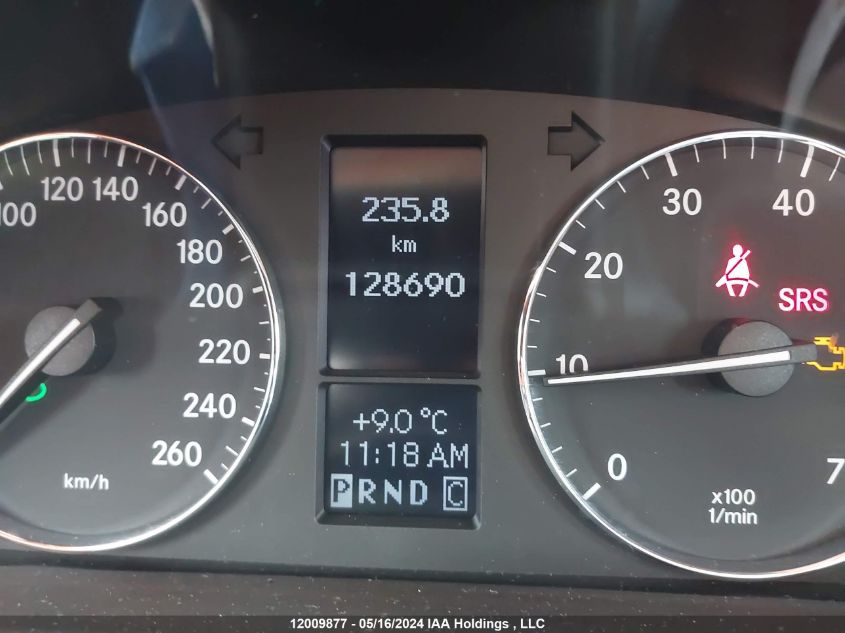 100 120 140
160
180
200
220
240
260
km/h
235.8
km
128690
+9.0 °C
11:18 AM
P R N D C
0
10
20
30
40
7
SRS
x100
1/min
12009877 - 05/16/2024 IAA Holdings , LLC